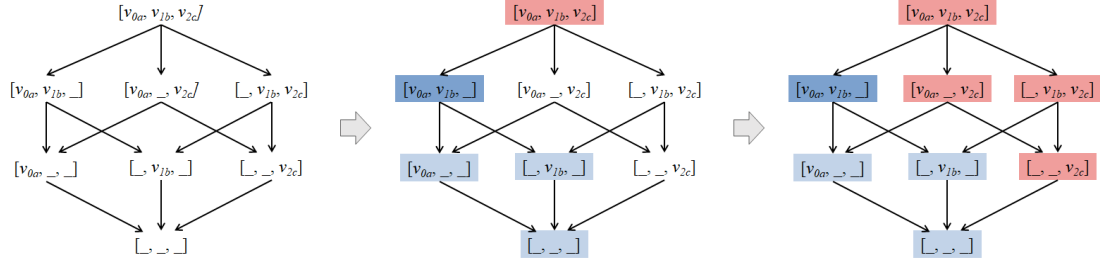 [v0a, v1b, v2c] [v0a, v1b, v2c] [v0a, v1b, v2c]
[v0a, v1b, _] [v0a, _, v2c] [_, v1b, v2c] [v0a, v1b, _] [v0a, _, v2c] [_, v1b, v2c] [v0a, v1b, _] [v0a, _, v2c] [_, v1b, v2c]
[v0a, _, _] [_, v1b, _] [_, _, v2c] [v0a, _, _] [_, v1b, _] [_, _, v2c] [v0a, _, _] [_, v1b, _] [_, _, v2c]
[_, _, _] [_, _, _] [_, _, _]